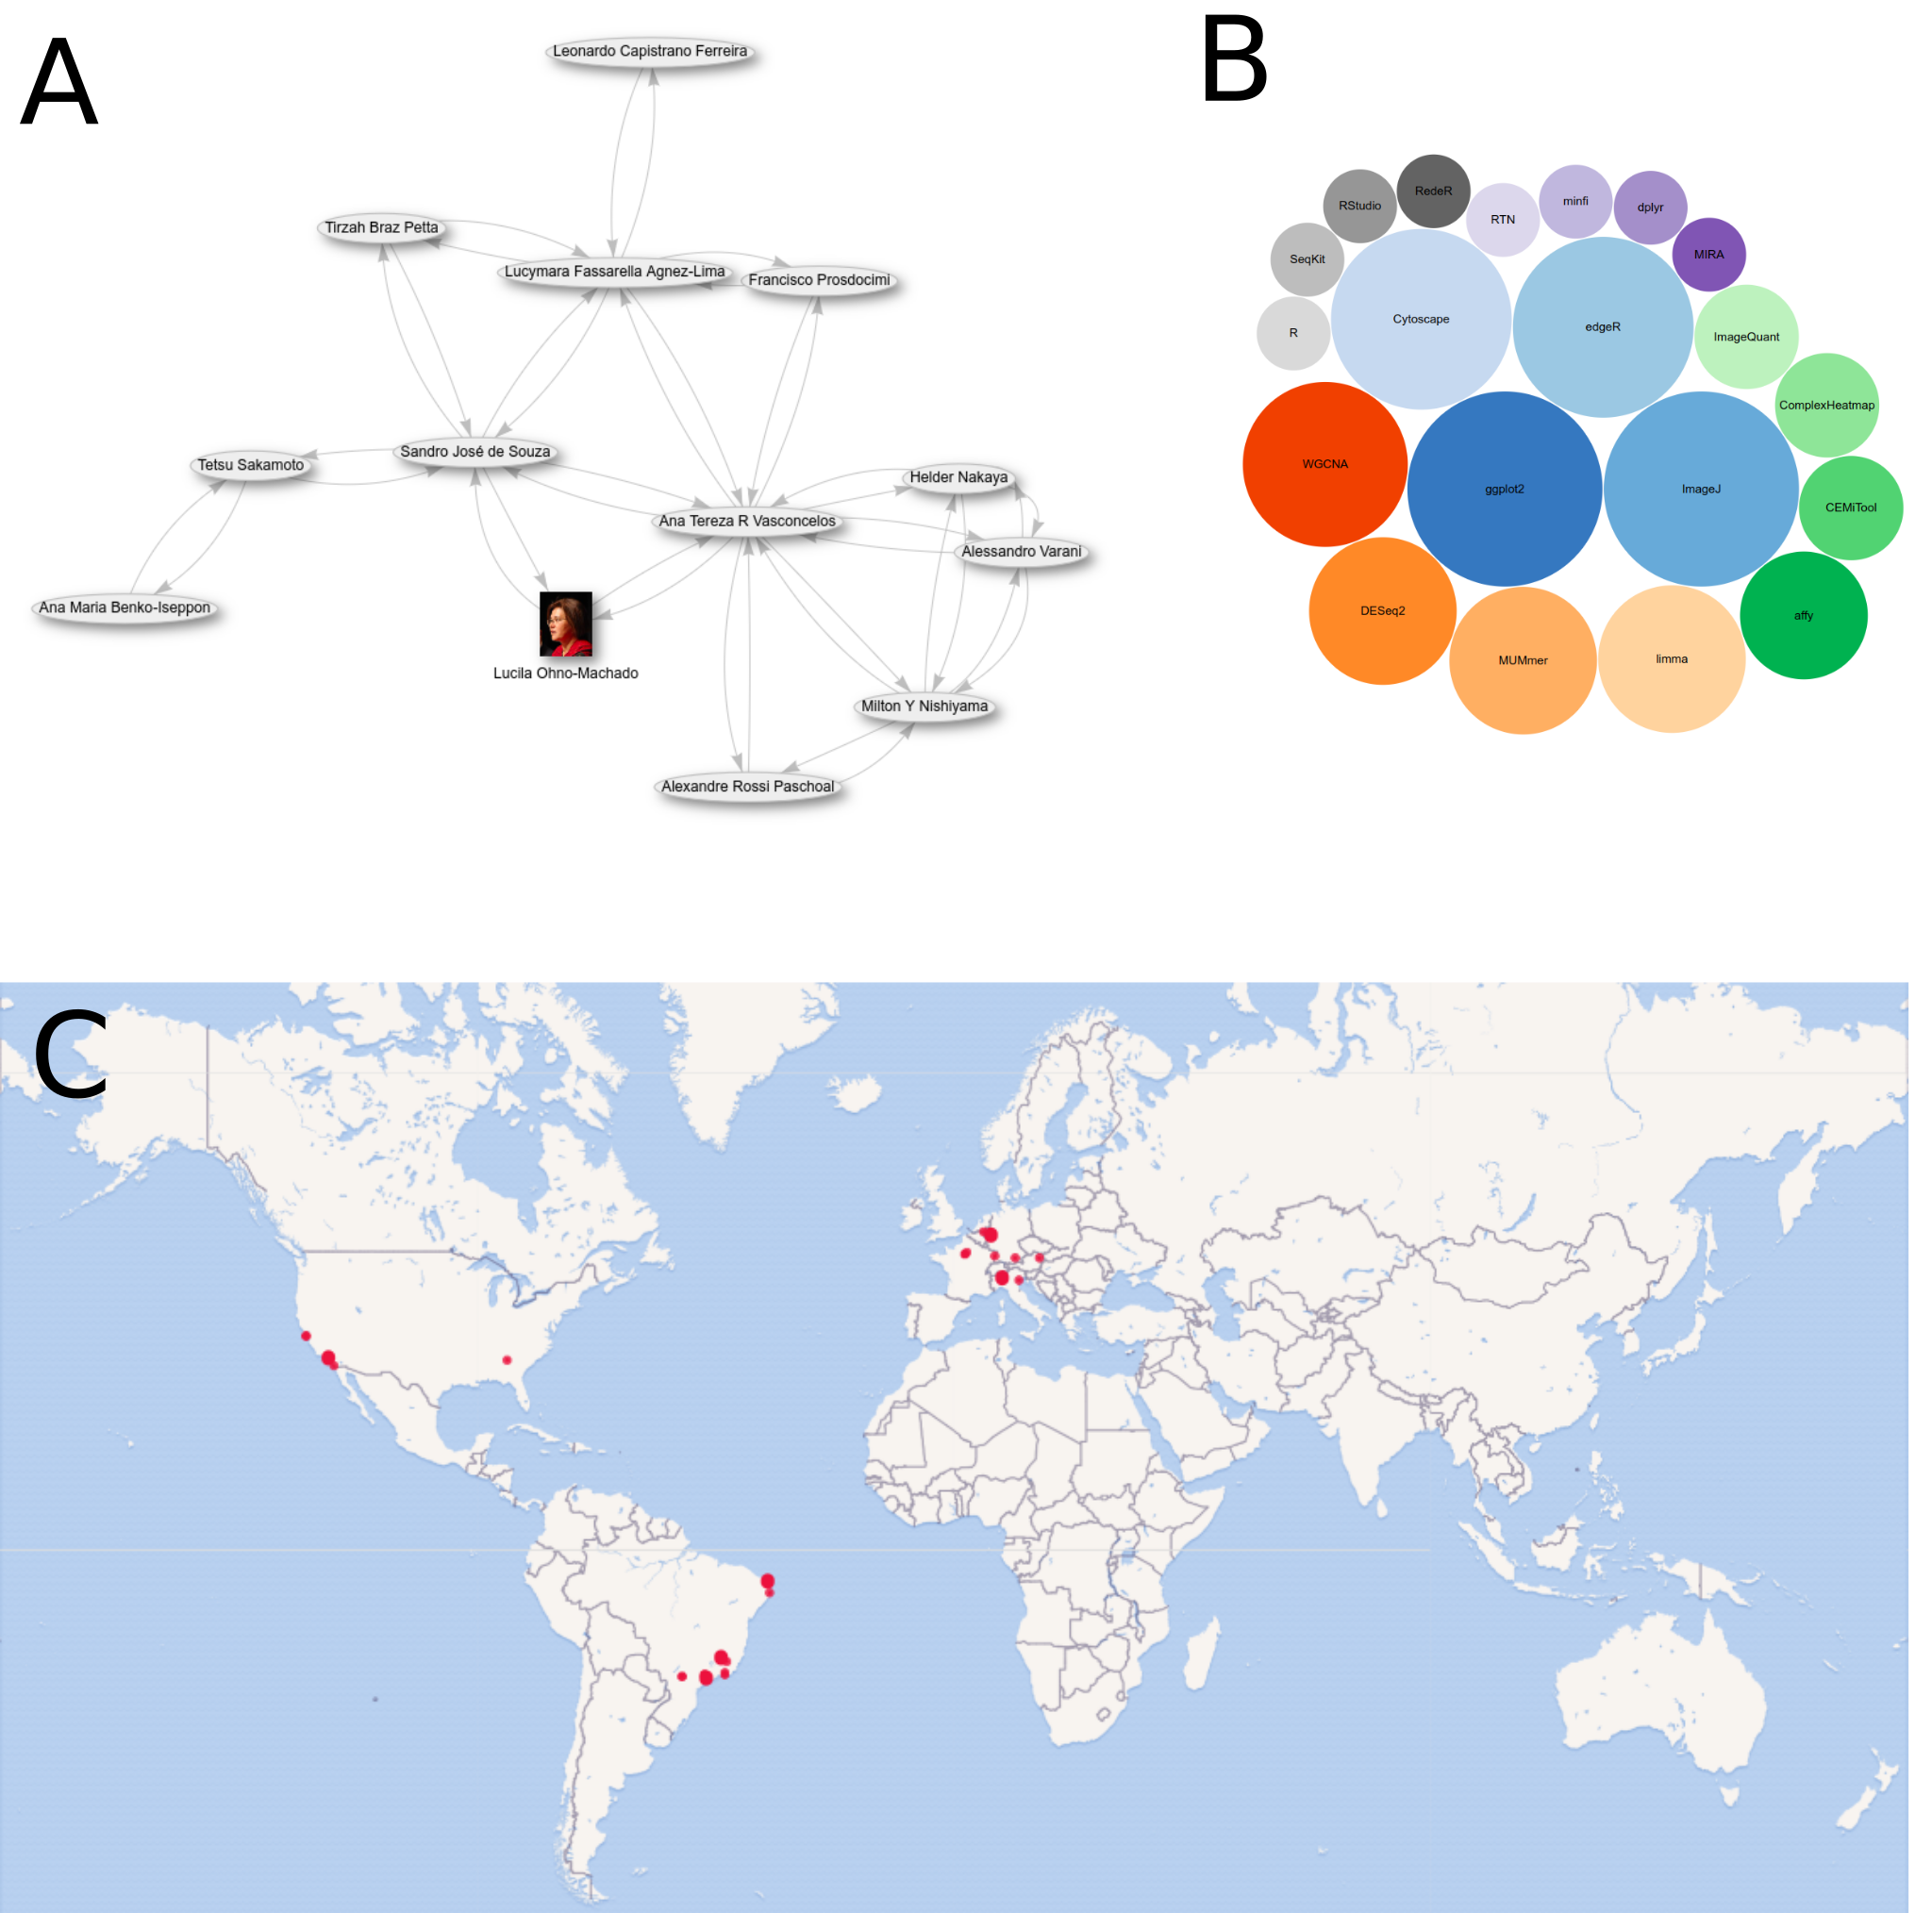 A
Leonardo Capistrano Ferreira
Tirzah Braz Petta
Lucymara Fassarella Agnez-Lima
Francisco Prosdocimi
Sandro José de Souza
Tetsu Sakamoto
Helder Nakaya
Ana Tereza R Vasconcelos
Alessandro Varani
Ana Maria Benko-Iseppon
Lucila Ohno-Machado
Milton Y Nishiyama
Alexandre Rossi Paschoal
B
RedeR
RStudio
RTN
minfi
dplyr
SeqKit
MIRA
R
Cytoscape
edgeR
ImageQuant
ComplexHeatmap
WGCNA
ggplot2
ImageJ
CEMiTool
DESeq2
MUMmer
limma
affy
C